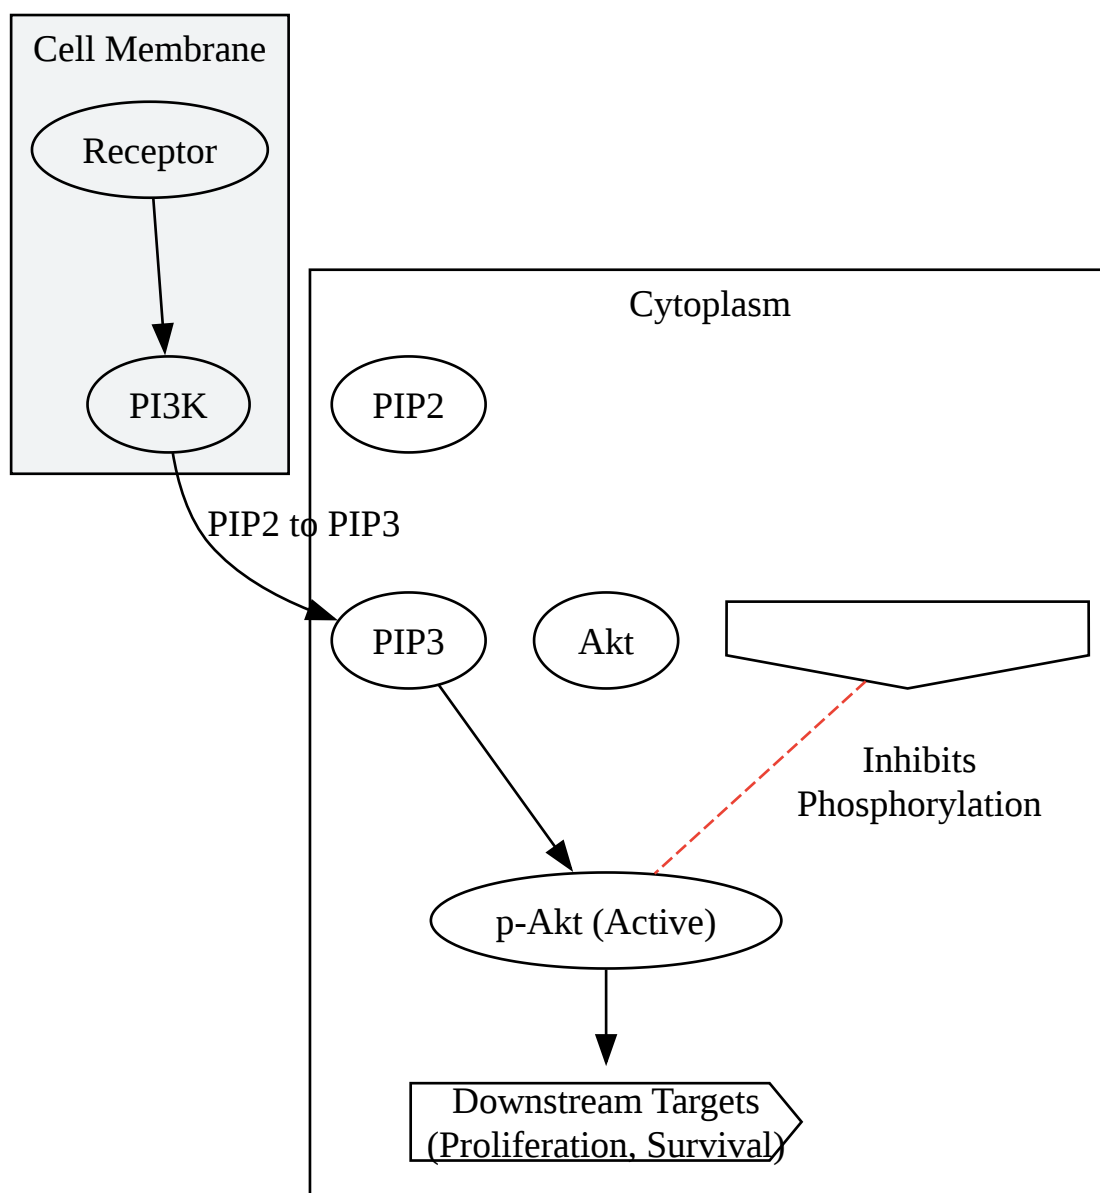 Cell Membrane
Receptor
Cytoplasm
PI3K
PIP2
PIP2 to PIP3
PIP3
Akt
Inhibits
Phosphorylation
p-Akt (Active)
Downstream Targets
(Proliferation, Survival)